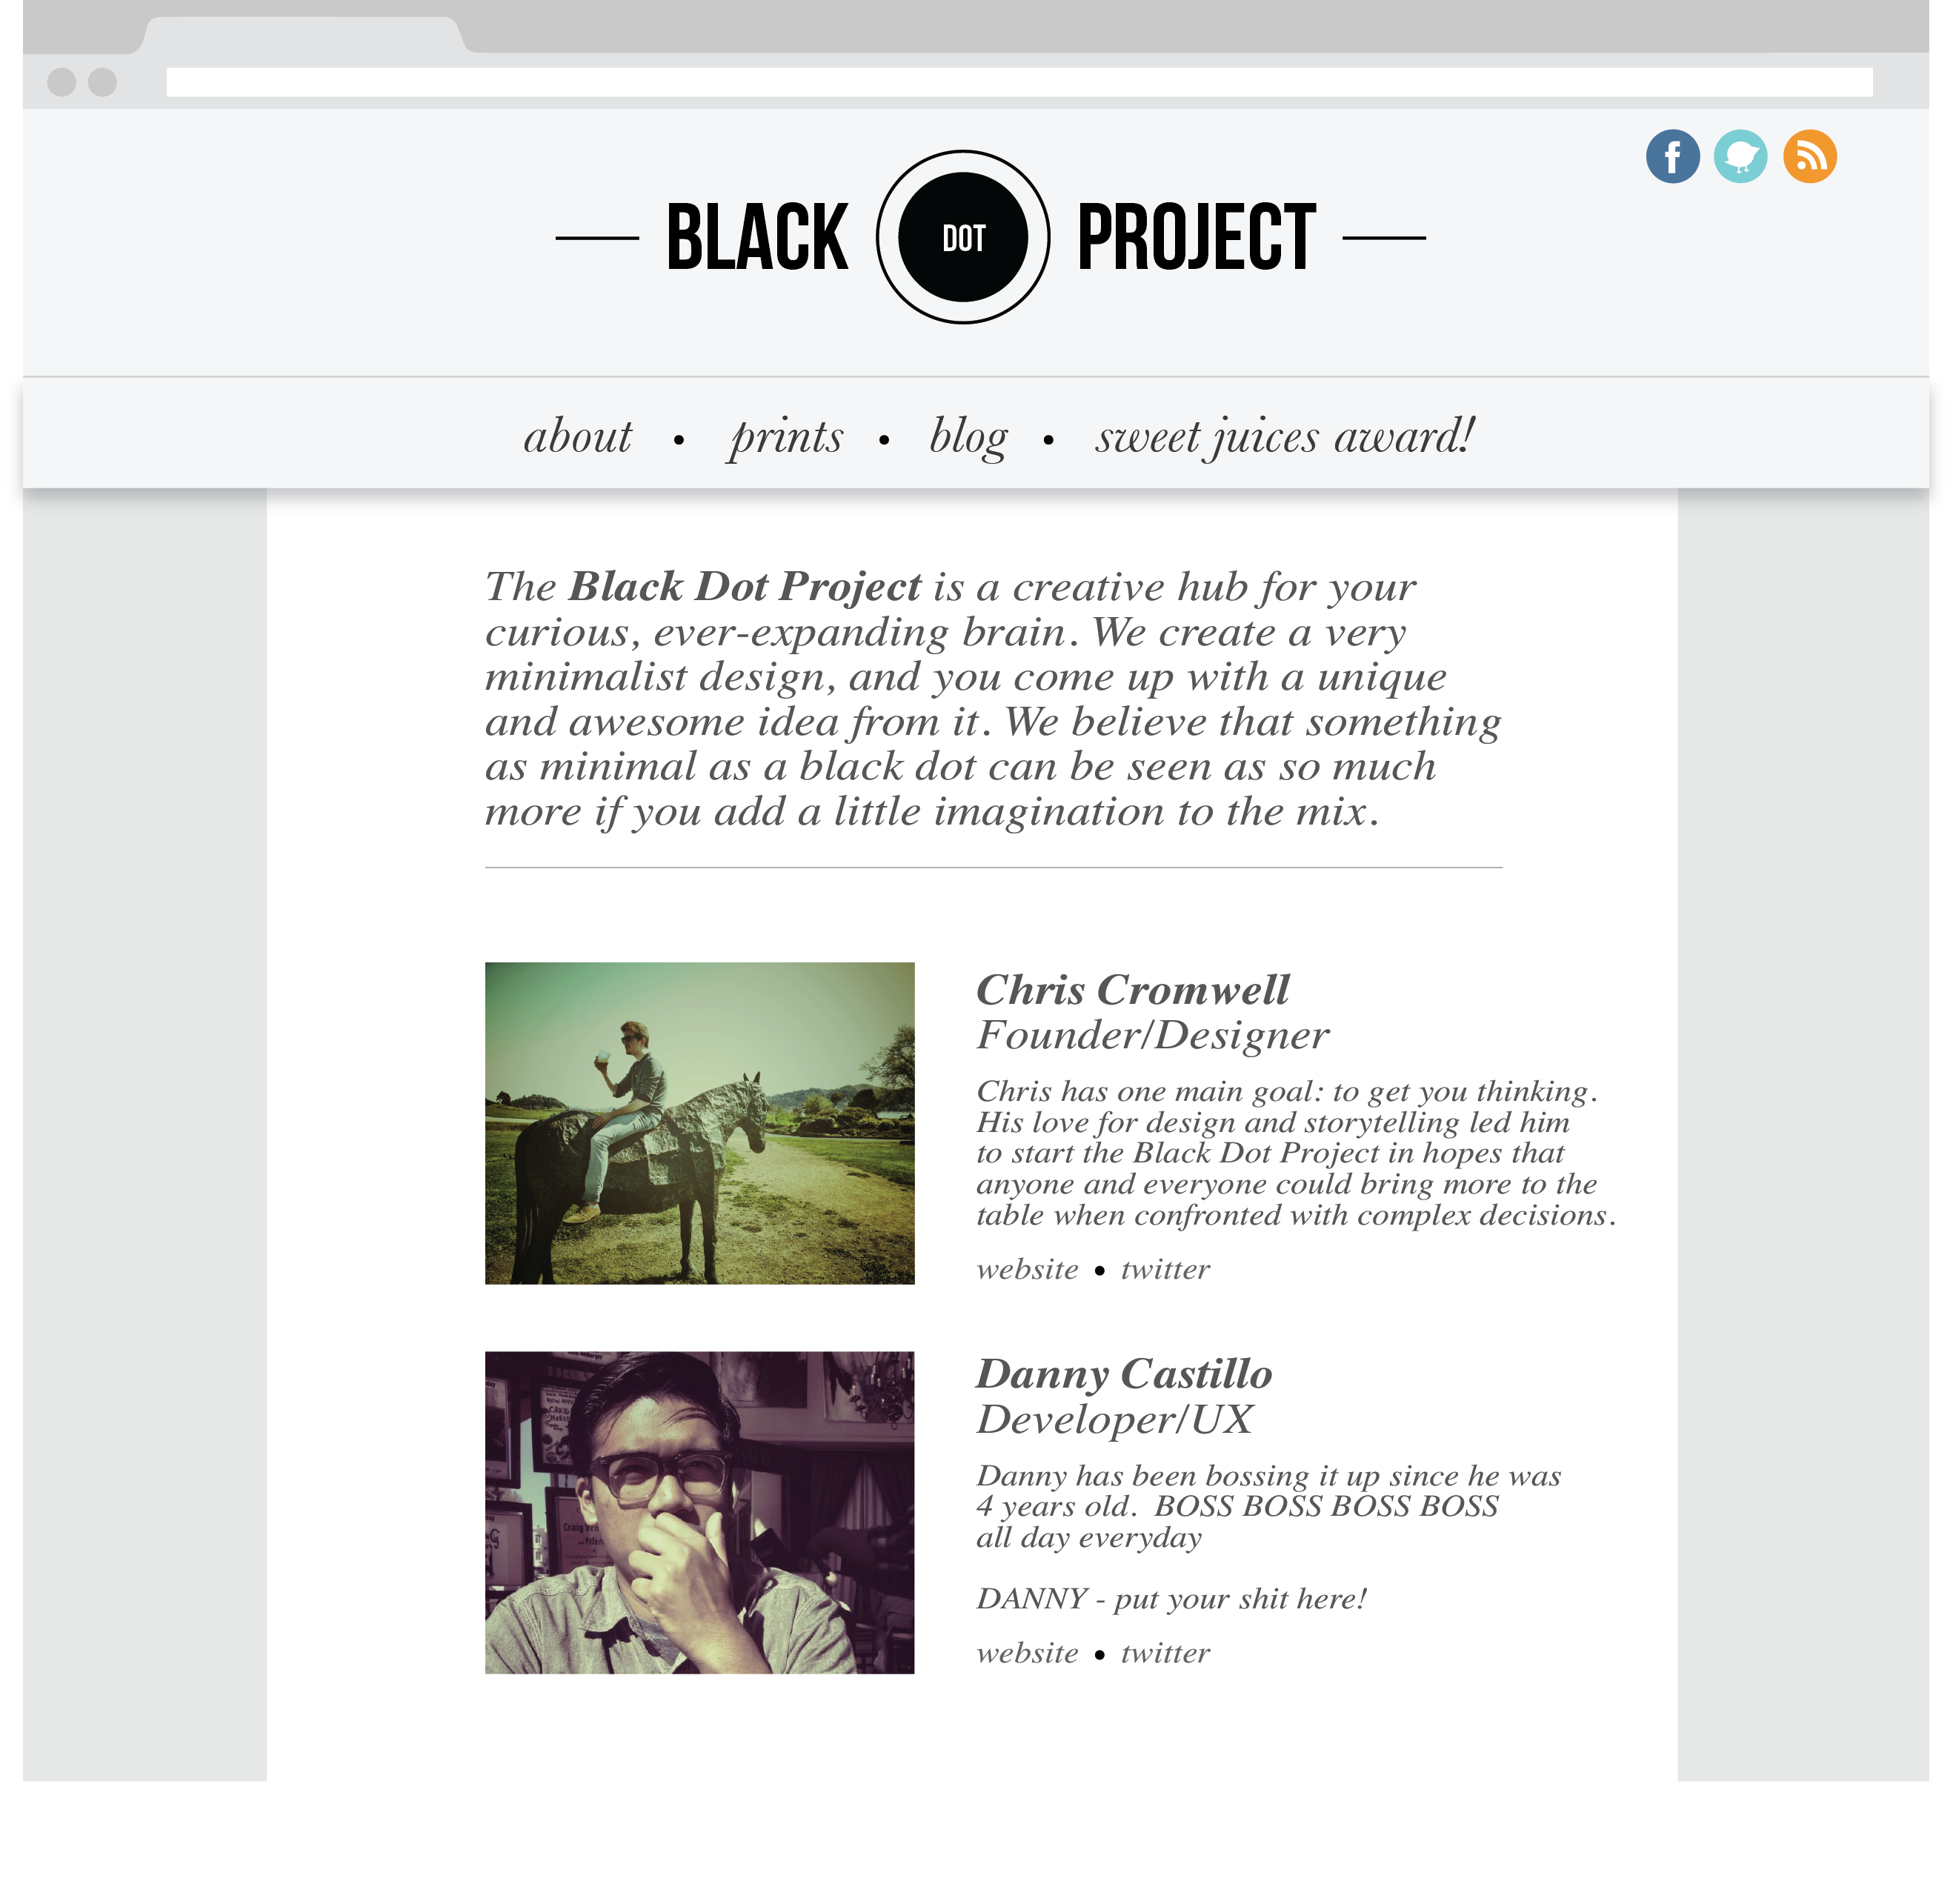 BLACK DOT PROJECT
about • prints • blog • sweet juices award!
The Black Dot Project is a creative hub for your
curious, ever-expanding brain. We create a very
minimalist design, and you come up with a unique
and awesome idea from it. We believe that something
as minimal as a black dot can be seen as so much
more if you add a little imagination to the mix.
Chris Cromwell
Founder/Designer
Chris has one main goal: to get you thinking.
His love for design and storytelling led him
to start the Black Dot Project in hopes that
anyone and everyone could bring more to the
table when confronted with complex decisions.
website • twitter
Danny Castillo
Developer/UX
Danny has been bossing it up since he was
4 years old.  BOSS BOSS BOSS BOSS
all day everyday
DANNY - put your shit here!
website • twitter